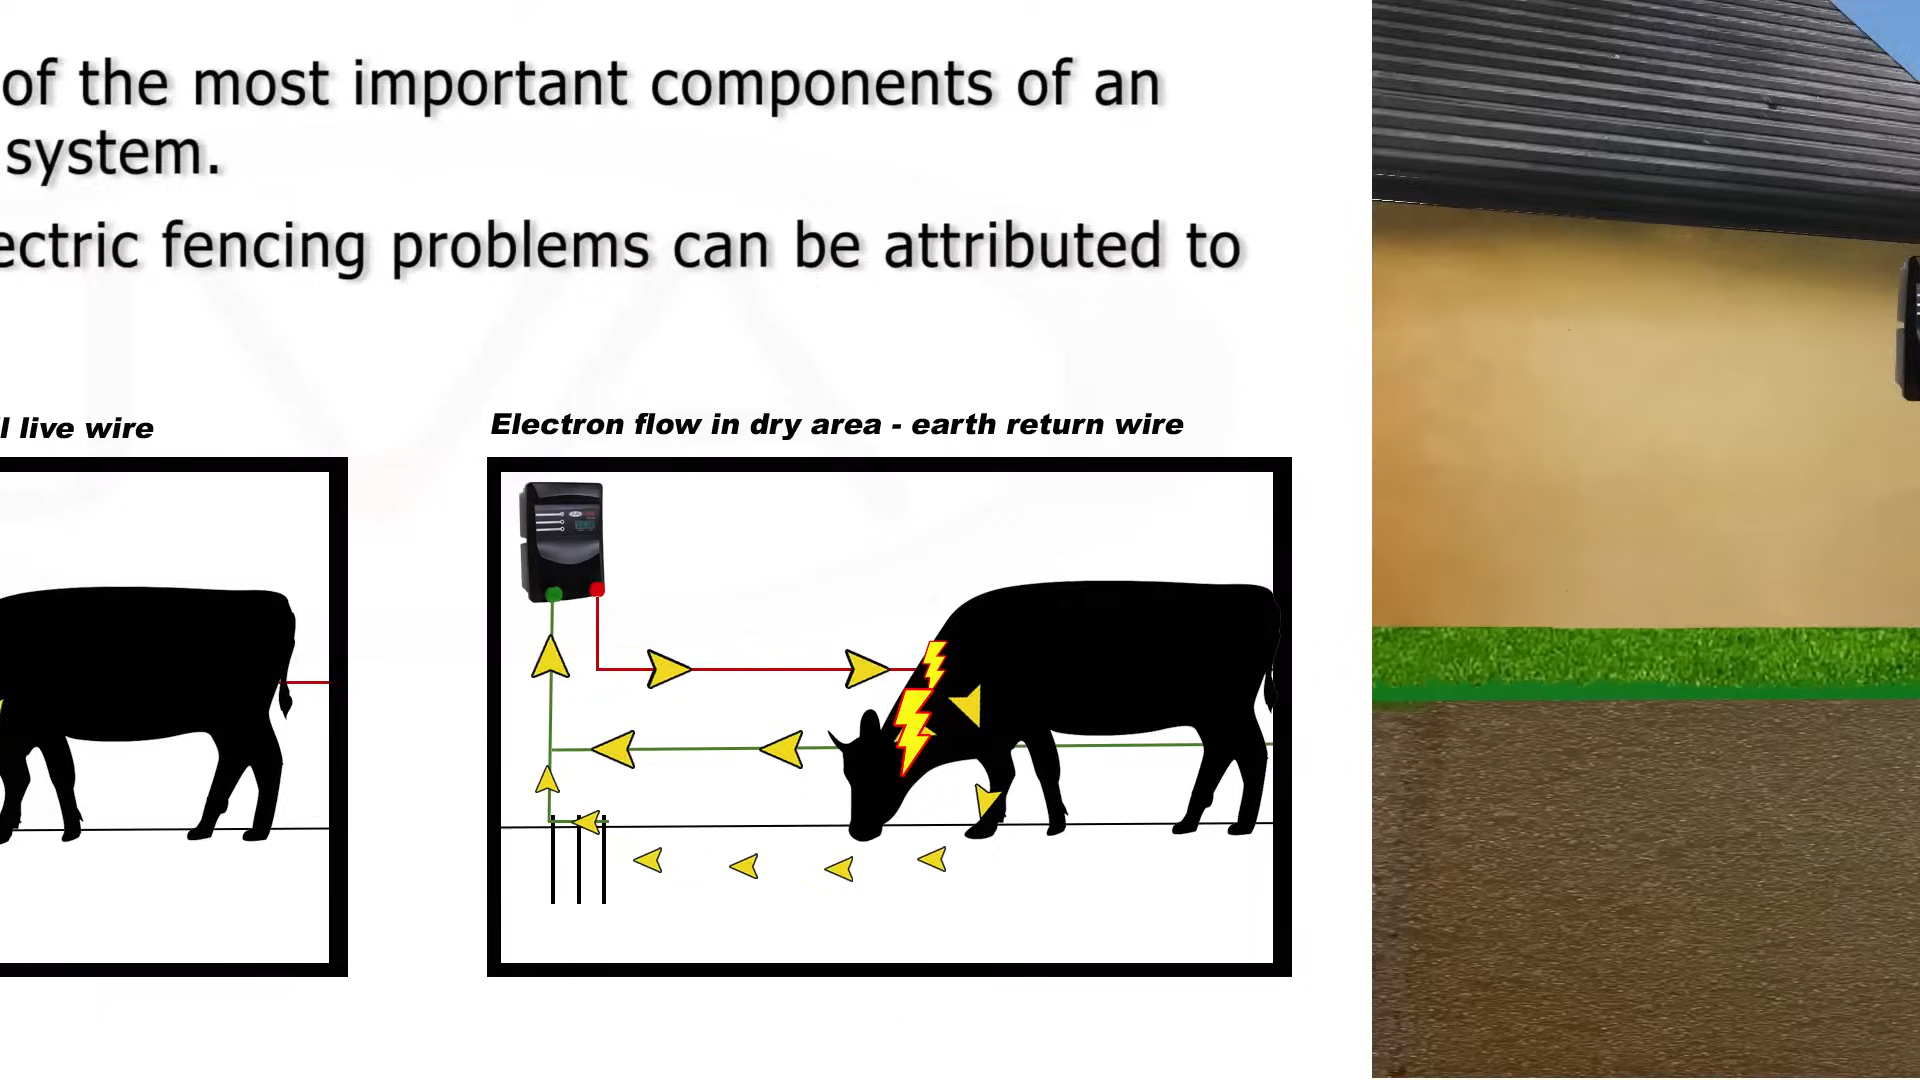 of the most important components of an
system.
ectric fencing problems can be attributed to
l live wire
Electron flow in dry area - earth return wire